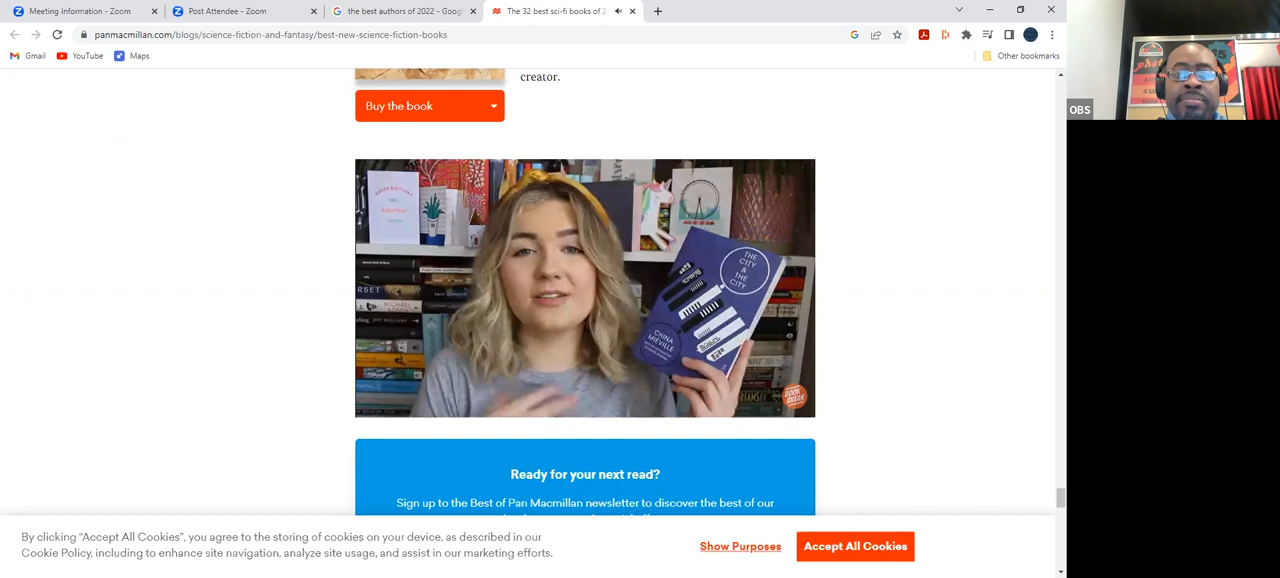 Meeting Information - Zoom
Post Attendee - Zoom
the best authors of 2022 - Goog
The 32 best sci-fi books of 2
panmacmillan.com/blogs/science-fiction-and-fantasy/best-new-science-fiction-books
Gmail
YouTube
Maps
Other bookmarks
creator.
Buy the book
OBS
THE
CITY
& THE
CITY
CHINA
MIÉVILLE
BOOK
BREAK
Ready for your next read?
Sign up to the Best of Pan Macmillan newsletter to discover the best of our
By clicking “Accept All Cookies”, you agree to the storing of cookies on your device, as described in our
Cookie Policy, including to enhance site navigation, analyze site usage, and assist in our marketing efforts.
Show Purposes
Accept All Cookies